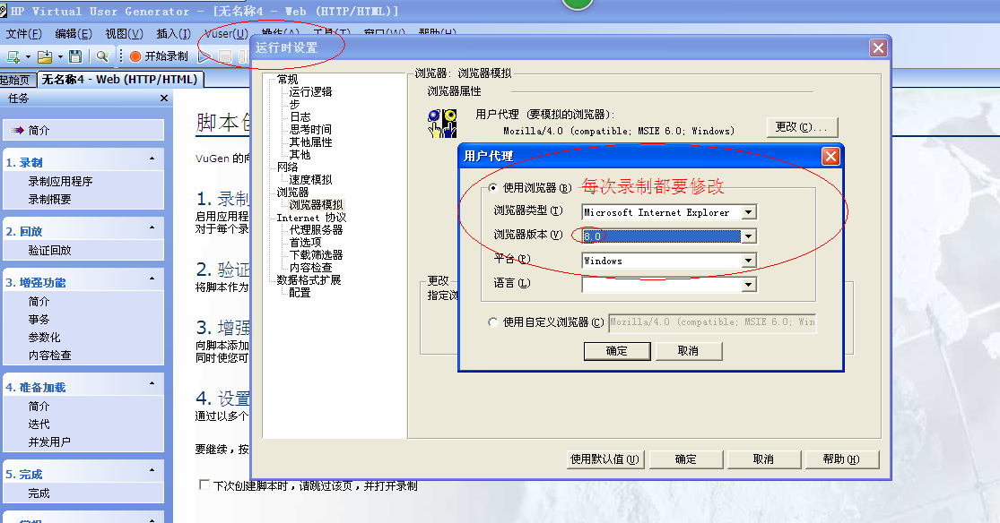 HP Virtual User Generator - [无名称4 - Web (HTTP/HTML)]
文件(F) 编辑(E) 视图(V) 插入(I) Vuser(U) 操作(A) 工具(T) 窗口(W) 帮助(H)
开始录制
起始页 无名称4 - Web (HTTP/HTML)
任务
简介
1. 录制
录制应用程序
录制概要
2. 回放
验证回放
3. 增强功能
简介
事务
参数化
内容检查
4. 准备加载
简介
迭代
并发用户
5. 完成
完成
脚本
VuGen 的向
1. 录制
启用应用程
对于每个录
2. 验证
将脚本作为
3. 增强
向脚本添加
同时使您可
4. 设置
通过以多个
要继续，按
下次创建脚本时，请跳过该页，并打开录制
运行时设置
常规
运行逻辑
步
日志
思考时间
其他属性
其他
网络
速度模拟
浏览器
浏览器模拟
Internet 协议
代理服务器
首选项
下载筛选器
内容检查
数据格式扩展
配置
浏览器: 浏览器模拟
浏览器属性
用户代理 (要模拟的浏览器):
Mozilla/4.0 (compatible; MSIE 6.0; Windows)
更改(C)...
更改
指定浏
用户代理
使用浏览器(B) 每次录制都要修改
浏览器类型(T) Microsoft Internet Explorer
浏览器版本(V) 8.0
平台(P) Windows
语言(L)
使用自定义浏览器(C) Mozilla/4.0 (compatible; MSIE 6.0; Win
确定 取消
使用默认值(U) 确定 取消 帮助(H)